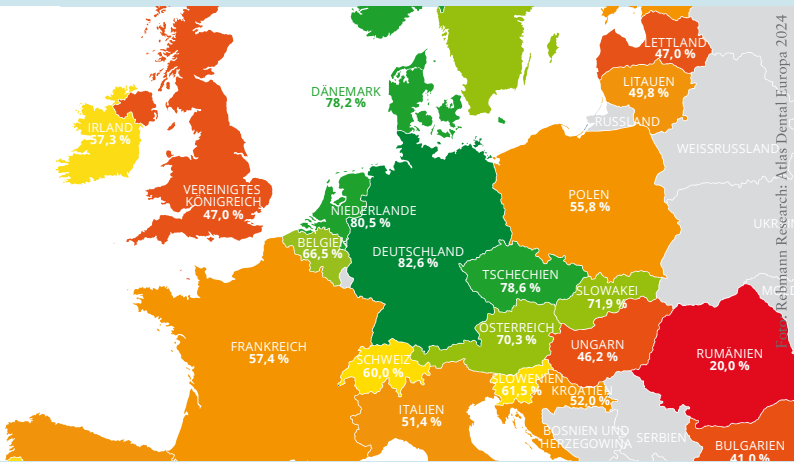 LETTLAND
47,0 %
LITAUEN
49,8 %
DÄNEMARK
78,2 %
RUSSLAND
IRLAND
57,3 %
WEISSRUSSLAND
VEREINIGTES
KÖNIGREICH
47,0 %
POLEN
55,8 %
NIEDERLANDE
80,5 %
BELGIEN
66,5 %
DEUTSCHLAND
82,6 %
TSCHECHIEN
78,6 %
SLOWAKEI
71,9 %
ÖSTERREICH
70,3 %
FRANKREICH
57,4 %
SCHWEIZ
60,0 %
UNGARN
46,2 %
RUMÄNIEN
20,0 %
SLOWENIEN
61,5 %
KROATIEN
52,0 %
ITALIEN
51,4 %
BOSNIEN UND
HERZEGOWINA
SERBIEN
BULGARIEN
41,0 %
Foto: Rebmann Research: Atlas Dental Europa 2024